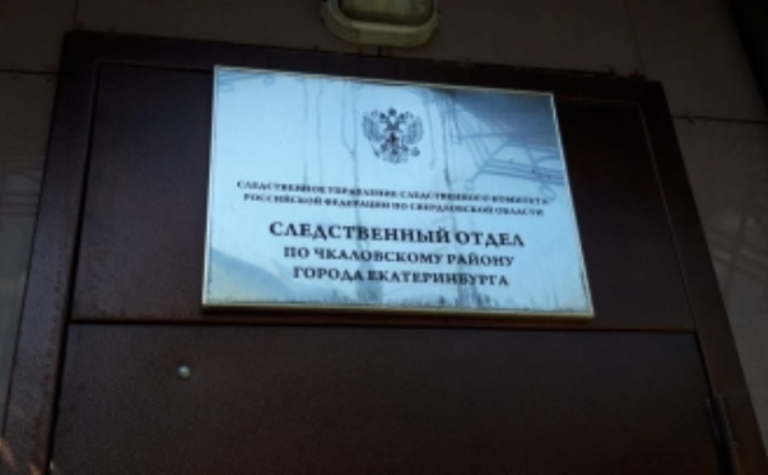 СЛЕДСТВЕННОЕ УПРАВЛЕНИЕ СЛЕДСТВЕННОГО КОМИТЕТА
РОССИЙСКОЙ ФЕДЕРАЦИИ ПО СВЕРДЛОВСКОЙ ОБЛАСТИ
СЛЕДСТВЕННЫЙ ОТДЕЛ
ПО ЧКАЛОВСКОМУ РАЙОНУ
ГОРОДА ЕКАТЕРИНБУРГА